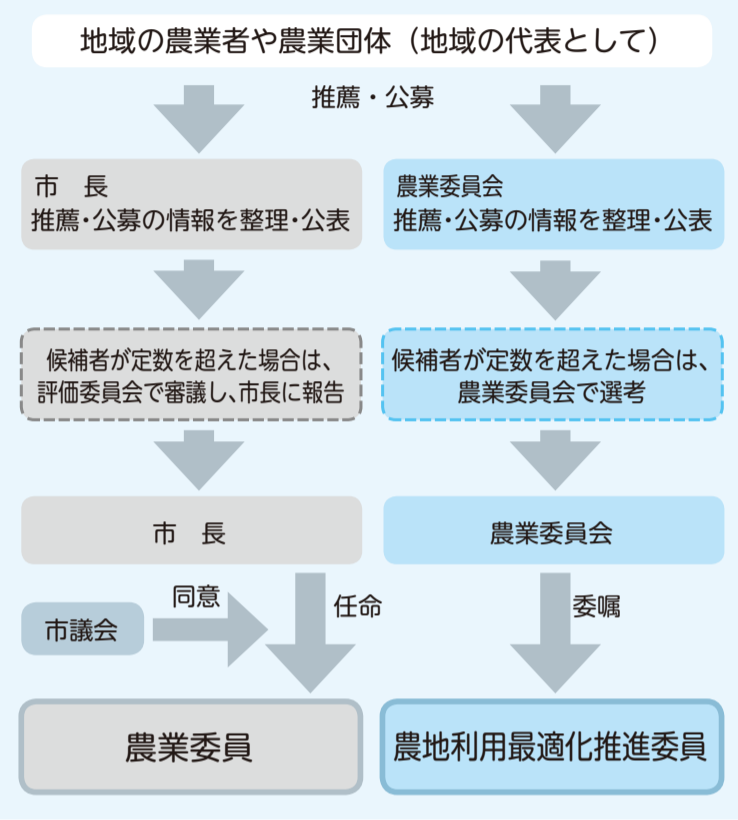 地域の農業者や農業団体（地域の代表として）
推薦・公募
市　長
推薦・公募の情報を整理・公表
農業委員会
推薦・公募の情報を整理・公表
候補者が定数を超えた場合は、
評価委員会で審議し、市長に報告
候補者が定数を超えた場合は、
農業委員会で選考
市　長
農業委員会
同意
市議会
任命
委嘱
農業委員
農地利用最適化推進委員